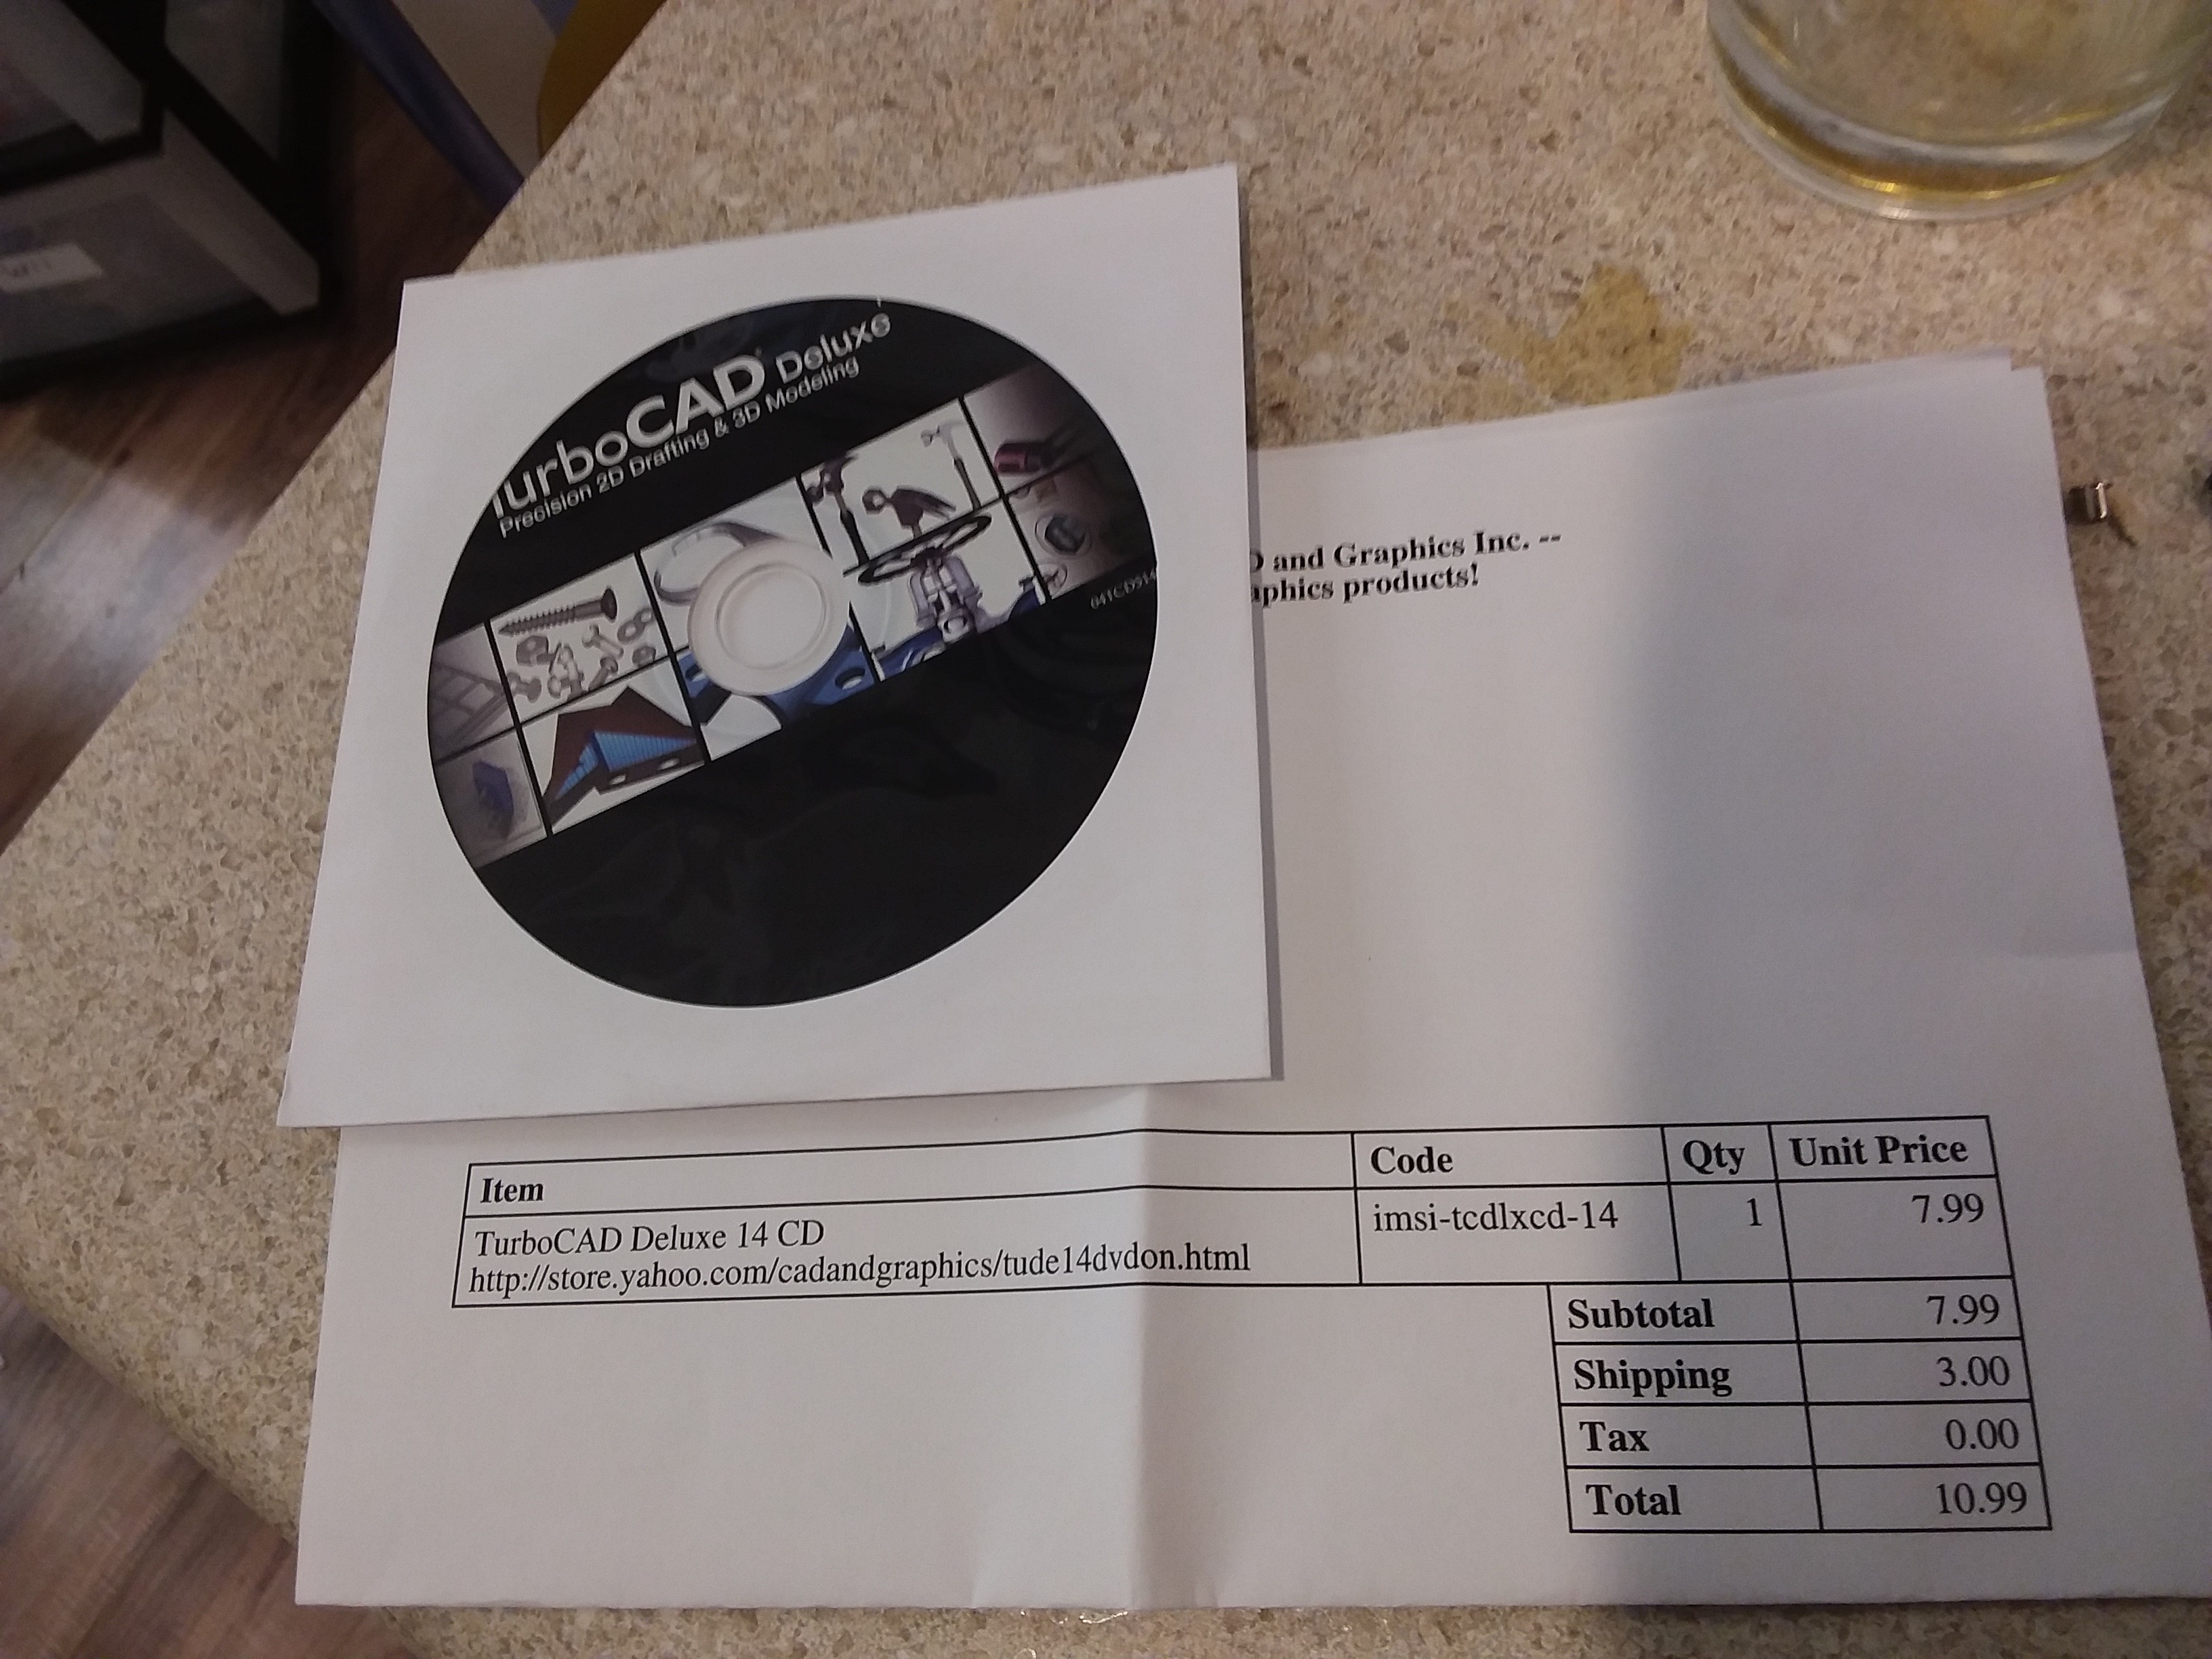 TurboCAD Deluxe
Precision 2D Drafting & 3D Modeling
and Graphics Inc. --
products!
Item Code Qty Unit Price
TurboCAD Deluxe 14 CD imsi-tcdlxcd-14 1 7.99
http://store.yahoo.com/cadandgraphics/tude14dvdon.html
Subtotal 7.99
Shipping 3.00
Tax 0.00
Total 10.99